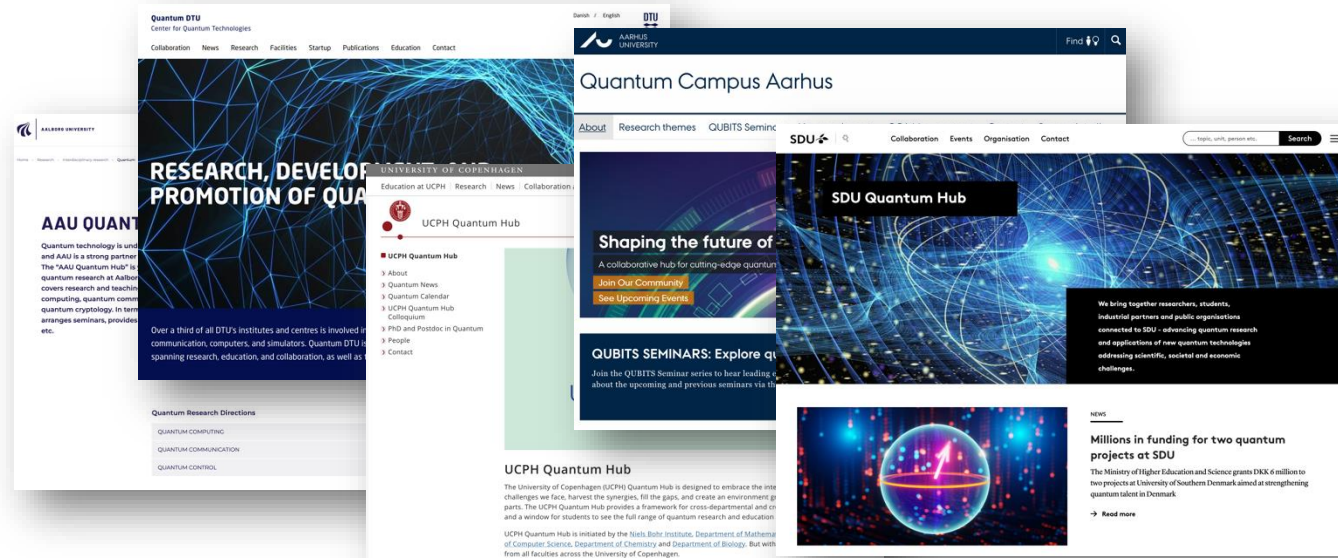 AALBORG UNIVERSITY
Home
Research
Interdisciplinary research
Quantum
AAU QUANT
Quantum technology is und
and AAU is a strong partner
The "AAU Quantum Hub" is
quantum research at Aalbor
covers research and teachin
computing, quantum comm
quantum cryptology. In term
arranges seminars, provides
etc.
Quantum Research Directions
QUANTUM COMPUTING
QUANTUM COMMUNICATION
QUANTUM CONTROL
Quantum DTU
Center for Quantum Technologies
Danish / English
DTU
Collaboration News Research Facilities Startup Publications Education Contact
RESEARCH, DEVELOPMENT AND
PROMOTION OF QUA
Over a third of all DTU's institutes and centres is involved in
communication, computers, and simulators. Quantum DTU is
spanning research, education, and collaboration, as well as
UNIVERSITY OF COPENHAGEN
Education at UCPH Research News Collaboration
UCPH Quantum Hub
UCPH Quantum Hub
About
Quantum News
Quantum Calendar
UCPH Quantum Hub
Colloquium
PhD and Postdoc in Quantum
People
Contact
UCPH Quantum Hub
The University of Copenhagen (UCPH) Quantum Hub is designed to embrace the inte
challenges we face, harvest the synergies, fill the gaps, and create an environment
parts. The UCPH Quantum Hub provides a framework for cross-departmental and cr
and a window for students to see the full range of quantum research and education
UCPH Quantum Hub is initiated by the Niels Bohr Institute, Department of Mathema
of Computer Science, Department of Chemistry and Department of Biology. But with
from all faculties across the University of Copenhagen.
AARHUS
UNIVERSITY
Find
Quantum Campus Aarhus
About Research themes QUBITS Semina
Shaping the future of
A collaborative hub for cutting-edge quantum
Join Our Community
See Upcoming Events
QUBITS SEMINARS: Explore qu
Join the QUBITS Seminar series to hear leading
about the upcoming and previous seminars via th
SDU
Collaboration Events Organisation Contact
... topic, unit, person etc.
Search
SDU Quantum Hub
We bring together researchers, students,
industrial partners and public organisations
connected to SDU - advancing quantum research
and applications of new quantum technologies
addressing scientific, societal and economic
challenges.
NEWS
Millions in funding for two quantum
projects at SDU
The Ministry of Higher Education and Science grants DKK 6 million to
two projects at University of Southern Denmark aimed at strengthening
quantum talent in Denmark
→ Read more